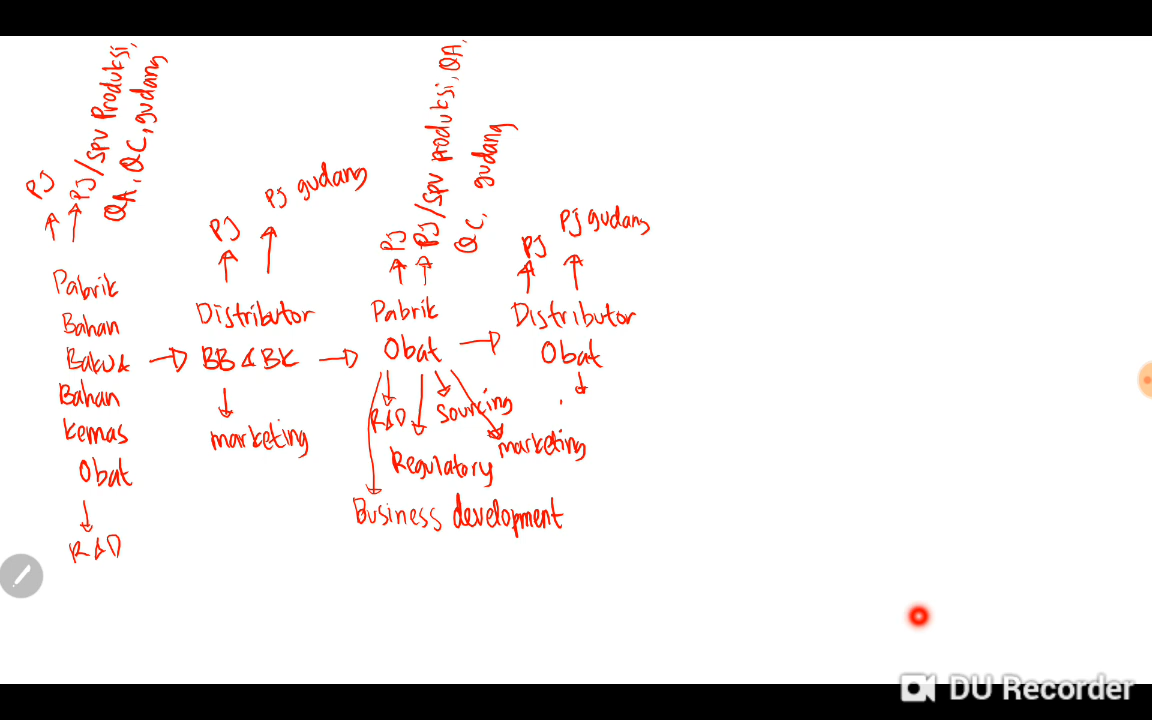 PJ
PJ/SPV Produksi,
QA, QC, gudang
Pabrik
Bahan
Baku &
Bahan
Kemas
Obat
R&D
PJ
PJ gudang
Distributor
BB & BK
marketing
PJ
PJ/SPV Produksi, QA,
QC, gudang
Pabrik
Obat
R&D
Sourcing
marketing
Regulatory
Business development
PJ
PJ gudang
Distributor
Obat
DU Recorder